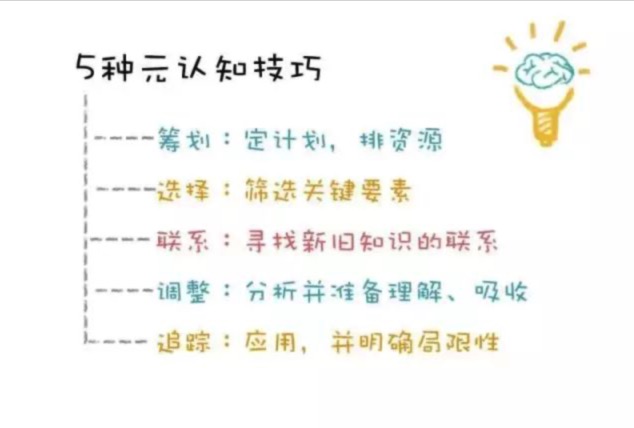 5种元认知技巧
筹划：定计划，排资源
选择：筛选关键要素
联系：寻找新旧知识的联系
调整：分析并准备理解、吸收
追踪：应用，并明确局限性